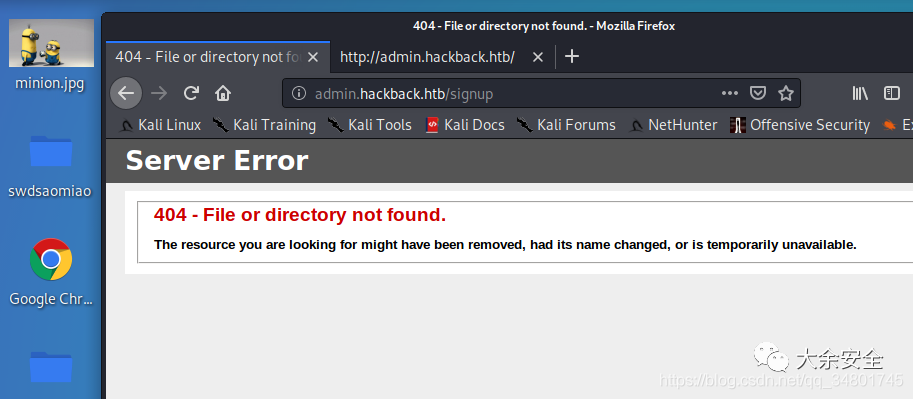 404 - File or directory not found. - Mozilla Firefox
404 - File or directory not fo
http://admin.hackback.htb/
admin.hackback.htb/signup
Kali Linux
Kali Training
Kali Tools
Kali Docs
Kali Forums
NetHunter
Offensive Security
Ex
Server Error
404 - File or directory not found.
The resource you are looking for might have been removed, had its name changed, or is temporarily unavailable.
minion.jpg
swdsaomiao
Google Chr...
大余安全
https://blog.csdn.net/qq_34801745